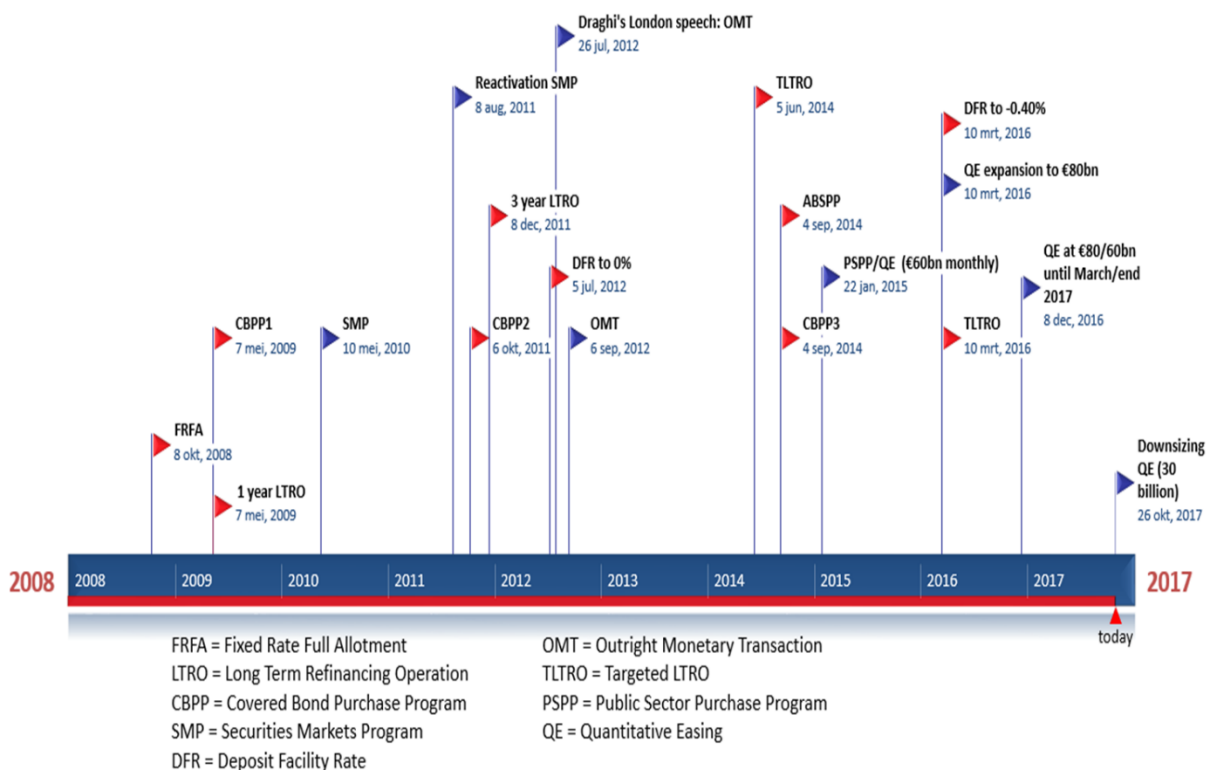 Draghi's London speech: OMT
26 jul, 2012
Reactivation SMP
8 aug, 2011
TLTRO
5 jun, 2014
DFR to -0.40%
10 mrt, 2016
QE expansion to €80bn
10 mrt, 2016
3 year LTRO
8 dec, 2011
ABSPP
4 sep, 2014
DFR to 0%
5 jul, 2012
PSPP/QE (€60bn monthly)
22 jan, 2015
QE at €80/60bn
until March/end
2017
8 dec, 2016
CBPP1
7 mei, 2009
SMP
10 mei, 2010
CBPP2
6 okt, 2011
OMT
6 sep, 2012
CBPP3
4 sep, 2014
TLTRO
10 mrt, 2016
FRFA
8 okt, 2008
1 year LTRO
7 mei, 2009
Downsizing
QE (30
billion)
26 okt, 2017
2008 2008 2009 2010 2011 2012 2013 2014 2015 2016 2017 2017
today
FRFA = Fixed Rate Full Allotment
LTRO = Long Term Refinancing Operation
CBPP = Covered Bond Purchase Program
SMP = Securities Markets Program
DFR = Deposit Facility Rate
OMT = Outright Monetary Transaction
TLTRO = Targeted LTRO
PSPP = Public Sector Purchase Program
QE = Quantitative Easing